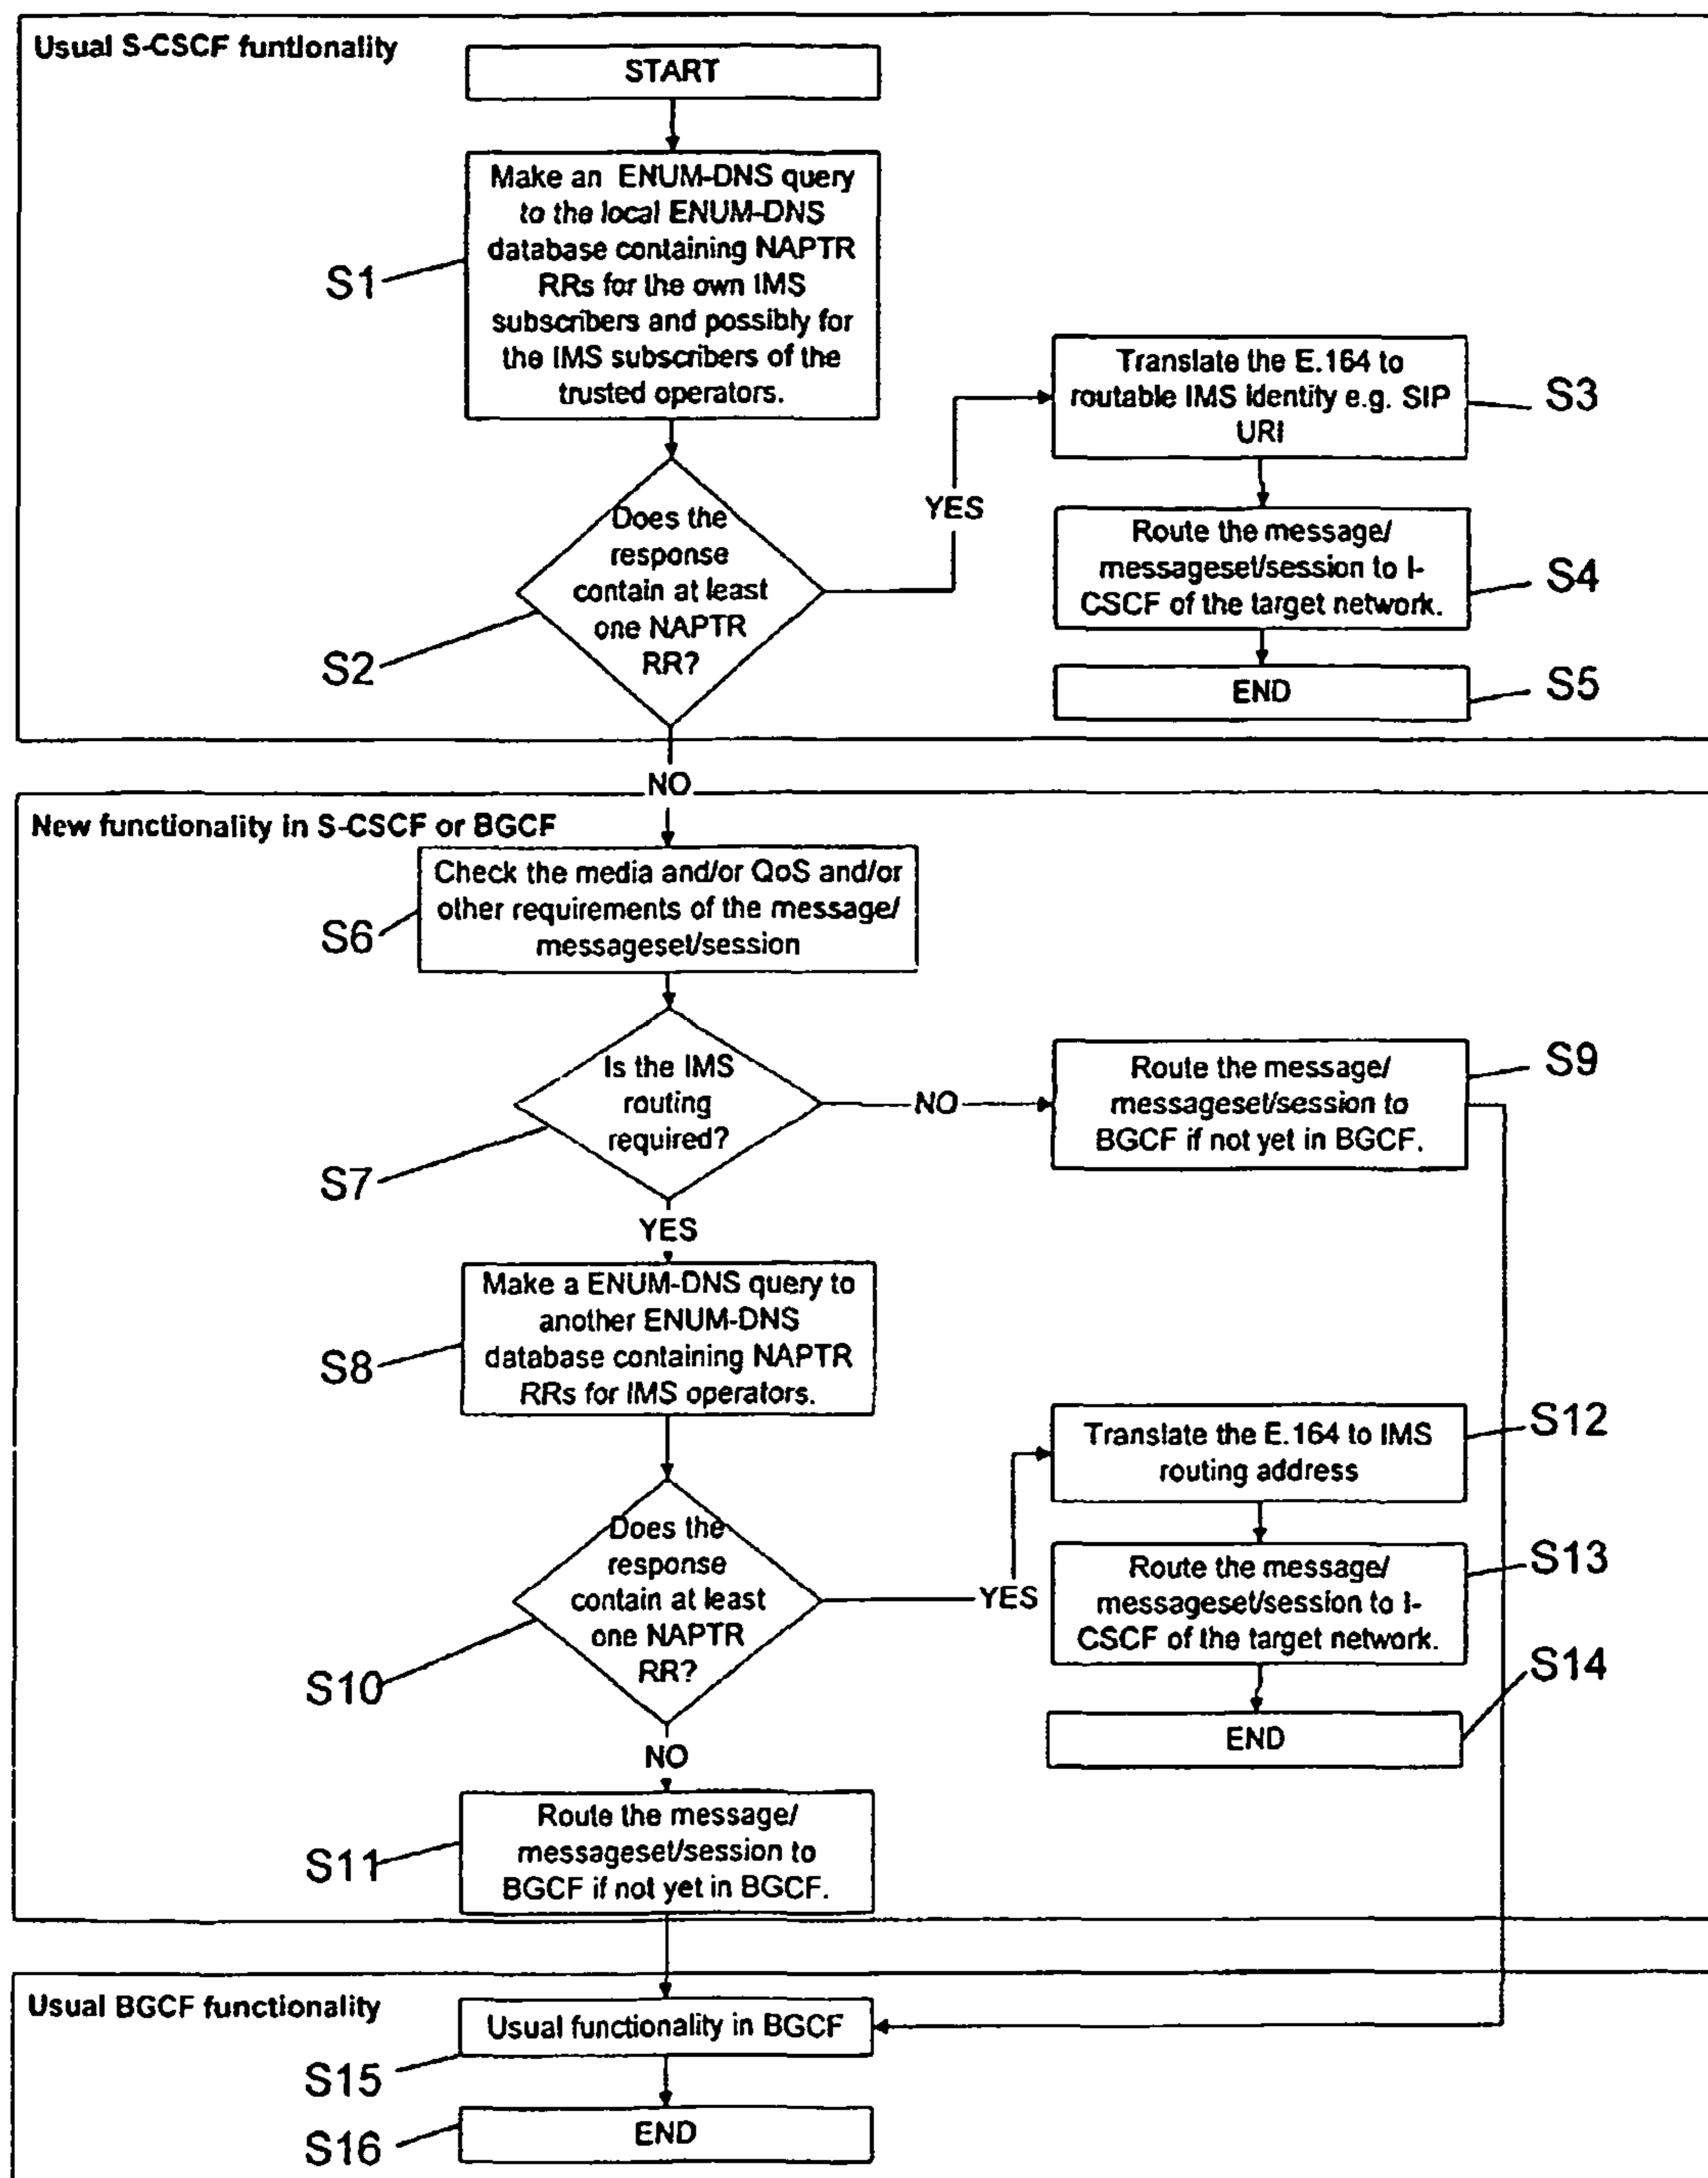 Usual S-CSCF funtionality
START
Make an ENUM-DNS query
to the local ENUM-DNS
database containing NAPTR
RRs for the own IMS
subscribers and possibly for
the IMS subscribers of the
trusted operators.
S1
Does the
response
contain at least
one NAPTR
RR?
S2
YES
Translate the E.164 to
routable IMS identity e.g. SIP
URI
S3
Route the message/
messageset/session to I-
CSCF of the target network.
S4
END
S5
NO
New functionality in S-CSCF or BGCF
Check the media and/or QoS and/or
other requirements of the message/
messageset/session
S6
Is the IMS
routing
required?
S7
NO
Route the message/
messageset/session to
BGCF if not yet in BGCF.
S9
YES
Make a ENUM-DNS query to
another ENUM-DNS
database containing NAPTR
RRs for IMS operators.
S8
Does the
response
contain at least
one NAPTR
RR?
S10
YES
Translate the E.164 to IMS
routing address
S12
Route the message/
messageset/session to I-
CSCF of the target network.
S13
END
S14
NO
Route the message/
messageset/session to
BGCF if not yet in BGCF.
S11
Usual BGCF functionality
Usual functionality in BGCF
S15
END
S16